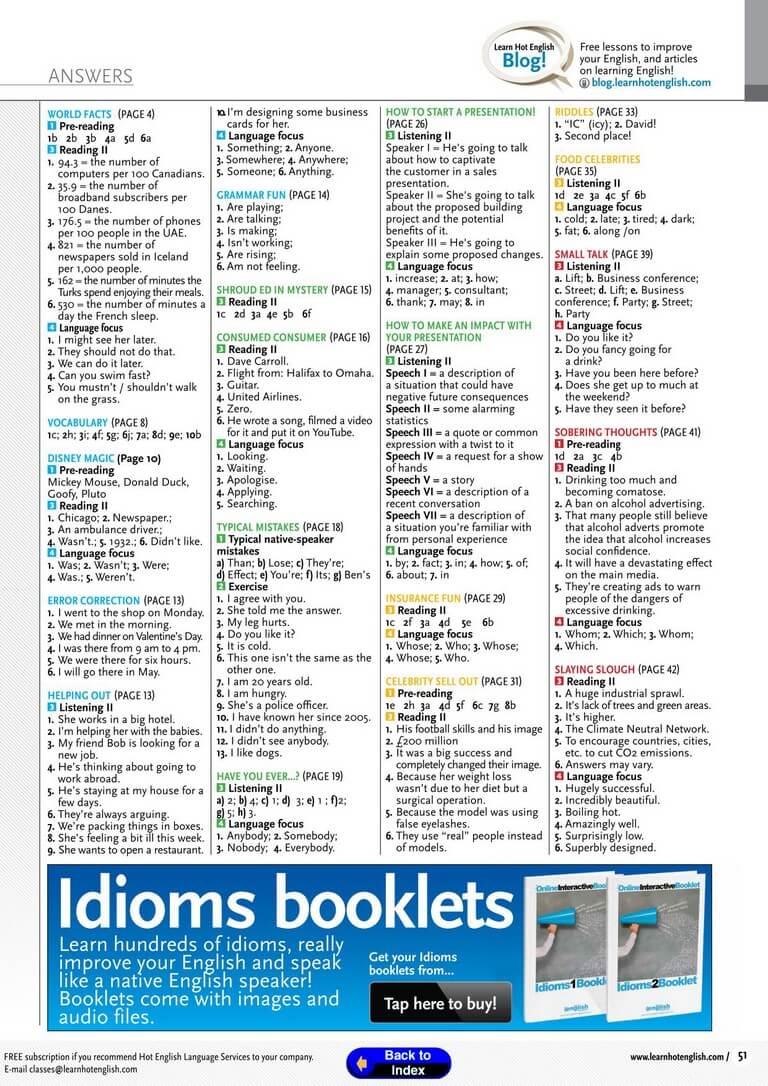 ANSWERS
Learn Hot English
Blog!
Free lessons to improve
your English, and articles
on learning English!
blog.learnhotenglish.com
WORLD FACTS (PAGE 4)
1 Pre-reading
1b 2b 3b 4a 5d 6a
3 Reading II
1. 94.3 = the number of
computers per 100 Canadians.
2. 35.9 = the number of
broadband subscribers per
100 Danes.
3. 176.5 = the number of phones
per 100 people in the UAE.
4. 821 = the number of
newspapers sold in Iceland
per 1,000 people.
5. 162 = the number of minutes the
Turks spend enjoying their meals.
6. 530 = the number of minutes a
day the French sleep.
4 Language focus
1. I might see her later.
2. They should not do that.
3. We can do it later.
4. Can you swim fast?
5. You mustn't / shouldn't walk
on the grass.
VOCABULARY (PAGE 8)
1c; 2h; 3i; 4f; 5g; 6j; 7a; 8d; 9e; 10b
DISNEY MAGIC (Page 10)
1 Pre-reading
Mickey Mouse, Donald Duck,
Goofy, Pluto
3 Reading II
1. Chicago; 2. Newspaper.;
3. An ambulance driver.;
4. Wasn't.; 5. 1932.; 6. Didn't like.
4 Language focus
1. Was; 2. Wasn't; 3. Were;
4. Was.; 5. Weren't.
ERROR CORRECTION (PAGE 13)
1. I went to the shop on Monday.
2. We met in the morning.
3. We had dinner on Valentine's Day.
4. I was there from 9 am to 4 pm.
5. We were there for six hours.
6. I will go there in May.
HELPING OUT (PAGE 13)
3 Listening II
1. She works in a big hotel.
2. I'm helping her with the babies.
3. My friend Bob is looking for a
new job.
4. He's thinking about going to
work abroad.
5. He's staying at my house for a
few days.
6. They're always arguing.
7. We're packing things in boxes.
8. She's feeling a bit ill this week.
9. She wants to open a restaurant.
10. I'm designing some business
cards for her.
4 Language focus
1. Something; 2. Anyone.
3. Somewhere; 4. Anywhere;
5. Someone; 6. Anything.
GRAMMAR FUN (PAGE 14)
1. Are playing;
2. Are talking;
3. Is making;
4. Isn't working;
5. Are rising;
6. Am not feeling.
SHROUD ED IN MYSTERY (PAGE 15)
3 Reading II
1c 2d 3a 4e 5b 6f
CONSUMED CONSUMER (PAGE 16)
3 Reading II
1. Dave Carroll.
2. Flight from: Halifax to Omaha.
3. Guitar.
4. United Airlines.
5. Zero.
6. He wrote a song, filmed a video
for it and put it on YouTube.
4 Language focus
1. Looking.
2. Waiting.
3. Apologise.
4. Applying.
5. Searching.
TYPICAL MISTAKES (PAGE 18)
1 Typical native-speaker
mistakes
a) Than; b) Lose; c) They're;
d) Effect; e) You're; f) Its; g) Ben's
2 Exercise
1. I agree with you.
2. She told me the answer.
3. My leg hurts.
4. Do you like it?
5. It is cold.
6. This one isn't the same as the
other one.
7. I am 20 years old.
8. I am hungry.
9. She's a police officer.
10. I have known her since 2005.
11. I didn't do anything.
12. I didn't see anybody.
13. I like dogs.
HAVE YOU EVER...? (PAGE 19)
3 Listening II
a) 2; b) 4; c) 1; d) 3; e) 1 ; f)2;
g) 5; h) 3.
4 Language focus
1. Anybody; 2. Somebody;
3. Nobody; 4. Everybody.
HOW TO START A PRESENTATION!
(PAGE 26)
3 Listening II
Speaker I = He's going to talk
about how to captivate
the customer in a sales
presentation.
Speaker II = She's going to talk
about the proposed building
project and the potential
benefits of it.
Speaker III = He's going to
explain some proposed changes.
4 Language focus
1. increase; 2. at; 3. how;
4. manager; 5. consultant;
6. thank; 7. may; 8. in
HOW TO MAKE AN IMPACT WITH
YOUR PRESENTATION
(PAGE 27)
3 Listening II
Speech I = a description of
a situation that could have
negative future consequences
Speech II = some alarming
statistics
Speech III = a quote or common
expression with a twist to it
Speech IV = a request for a show
of hands
Speech V = a story
Speech VI = a description of a
recent conversation
Speech VII = a description of
a situation you're familiar with
from personal experience
4 Language focus
1. by; 2. fact; 3. in; 4. how; 5. of;
6. about; 7. in
INSURANCE FUN (PAGE 29)
3 Reading II
1c 2f 3a 4d 5e 6b
4 Language focus
1. Whose; 2. Who; 3. Whose;
4. Whose; 5. Who.
CELEBRITY SELL OUT (PAGE 31)
1 Pre-reading
1e 2h 3a 4d 5f 6c 7g 8b
3 Reading II
1. His football skills and his image
2. £200 million
3. It was a big success and
completely changed their image.
4. Because her weight loss
wasn't due to her diet but a
surgical operation.
5. Because the model was using
false eyelashes.
6. They use "real" people instead
of models.
RIDDLES (PAGE 33)
1. "IC" (icy); 2. David!
3. Second place!
FOOD CELEBRITIES
(PAGE 35)
3 Listening II
1d 2e 3a 4c 5f 6b
4 Language focus
1. cold; 2. late; 3. tired; 4. dark;
5. fat; 6. along /on
SMALL TALK (PAGE 39)
3 Listening II
a. Lift; b. Business conference;
c. Street; d. Lift; e. Business
conference; f. Party; g. Street;
h. Party
4 Language focus
1. Do you like it?
2. Do you fancy going for
a drink?
3. Have you been here before?
4. Does she get up to much at
the weekend?
5. Have they seen it before?
SOBERING THOUGHTS (PAGE 41)
1 Pre-reading
1d 2a 3c 4b
3 Reading II
1. Drinking too much and
becoming comatose.
2. A ban on alcohol advertising.
3. That many people still believe
that alcohol adverts promote
the idea that alcohol increases
social confidence.
4. It will have a devastating effect
on the main media.
5. They're creating ads to warn
people of the dangers of
excessive drinking.
4 Language focus
1. Whom; 2. Which; 3. Whom;
4. Which.
SLAYING SLOUGH (PAGE 42)
3 Reading II
1. A huge industrial sprawl.
2. It's lack of trees and green areas.
3. It's higher.
4. The Climate Neutral Network.
5. To encourage countries, cities,
etc. to cut CO2 emissions.
6. Answers may vary.
4 Language focus
1. Hugely successful.
2. Incredibly beautiful.
3. Boiling hot.
4. Amazingly well.
5. Surprisingly low.
6. Superbly designed.
Idioms booklets
Learn hundreds of idioms, really
improve your English and speak
like a native English speaker!
Booklets come with images and
audio files.
Get your Idioms
booklets from...
Tap here to buy!
OnlineInteractiveBoo
Idioms1Bookl
OnlineInteractiveBooklet
Idioms2Booklet
FREE subscription if you recommend Hot English Language Services to your company.
E-mail classes@learnhotenglish.com
Back to
Index
www.learnhotenglish.com / 51